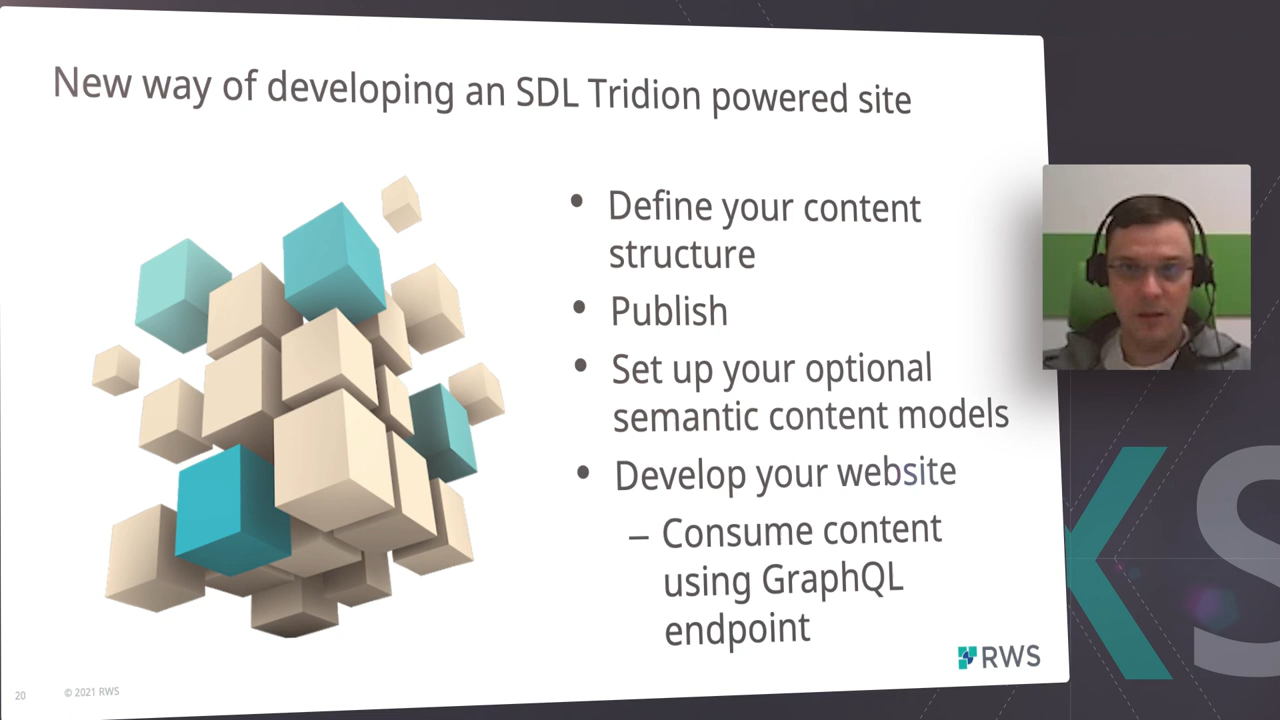 New way of developing an SDL Tridion powered site
• Define your content
structure
• Publish
• Set up your optional
semantic content models
• Develop your website
– Consume content
using GraphQL
endpoint
RWS
20
© 2021 RWS
KS